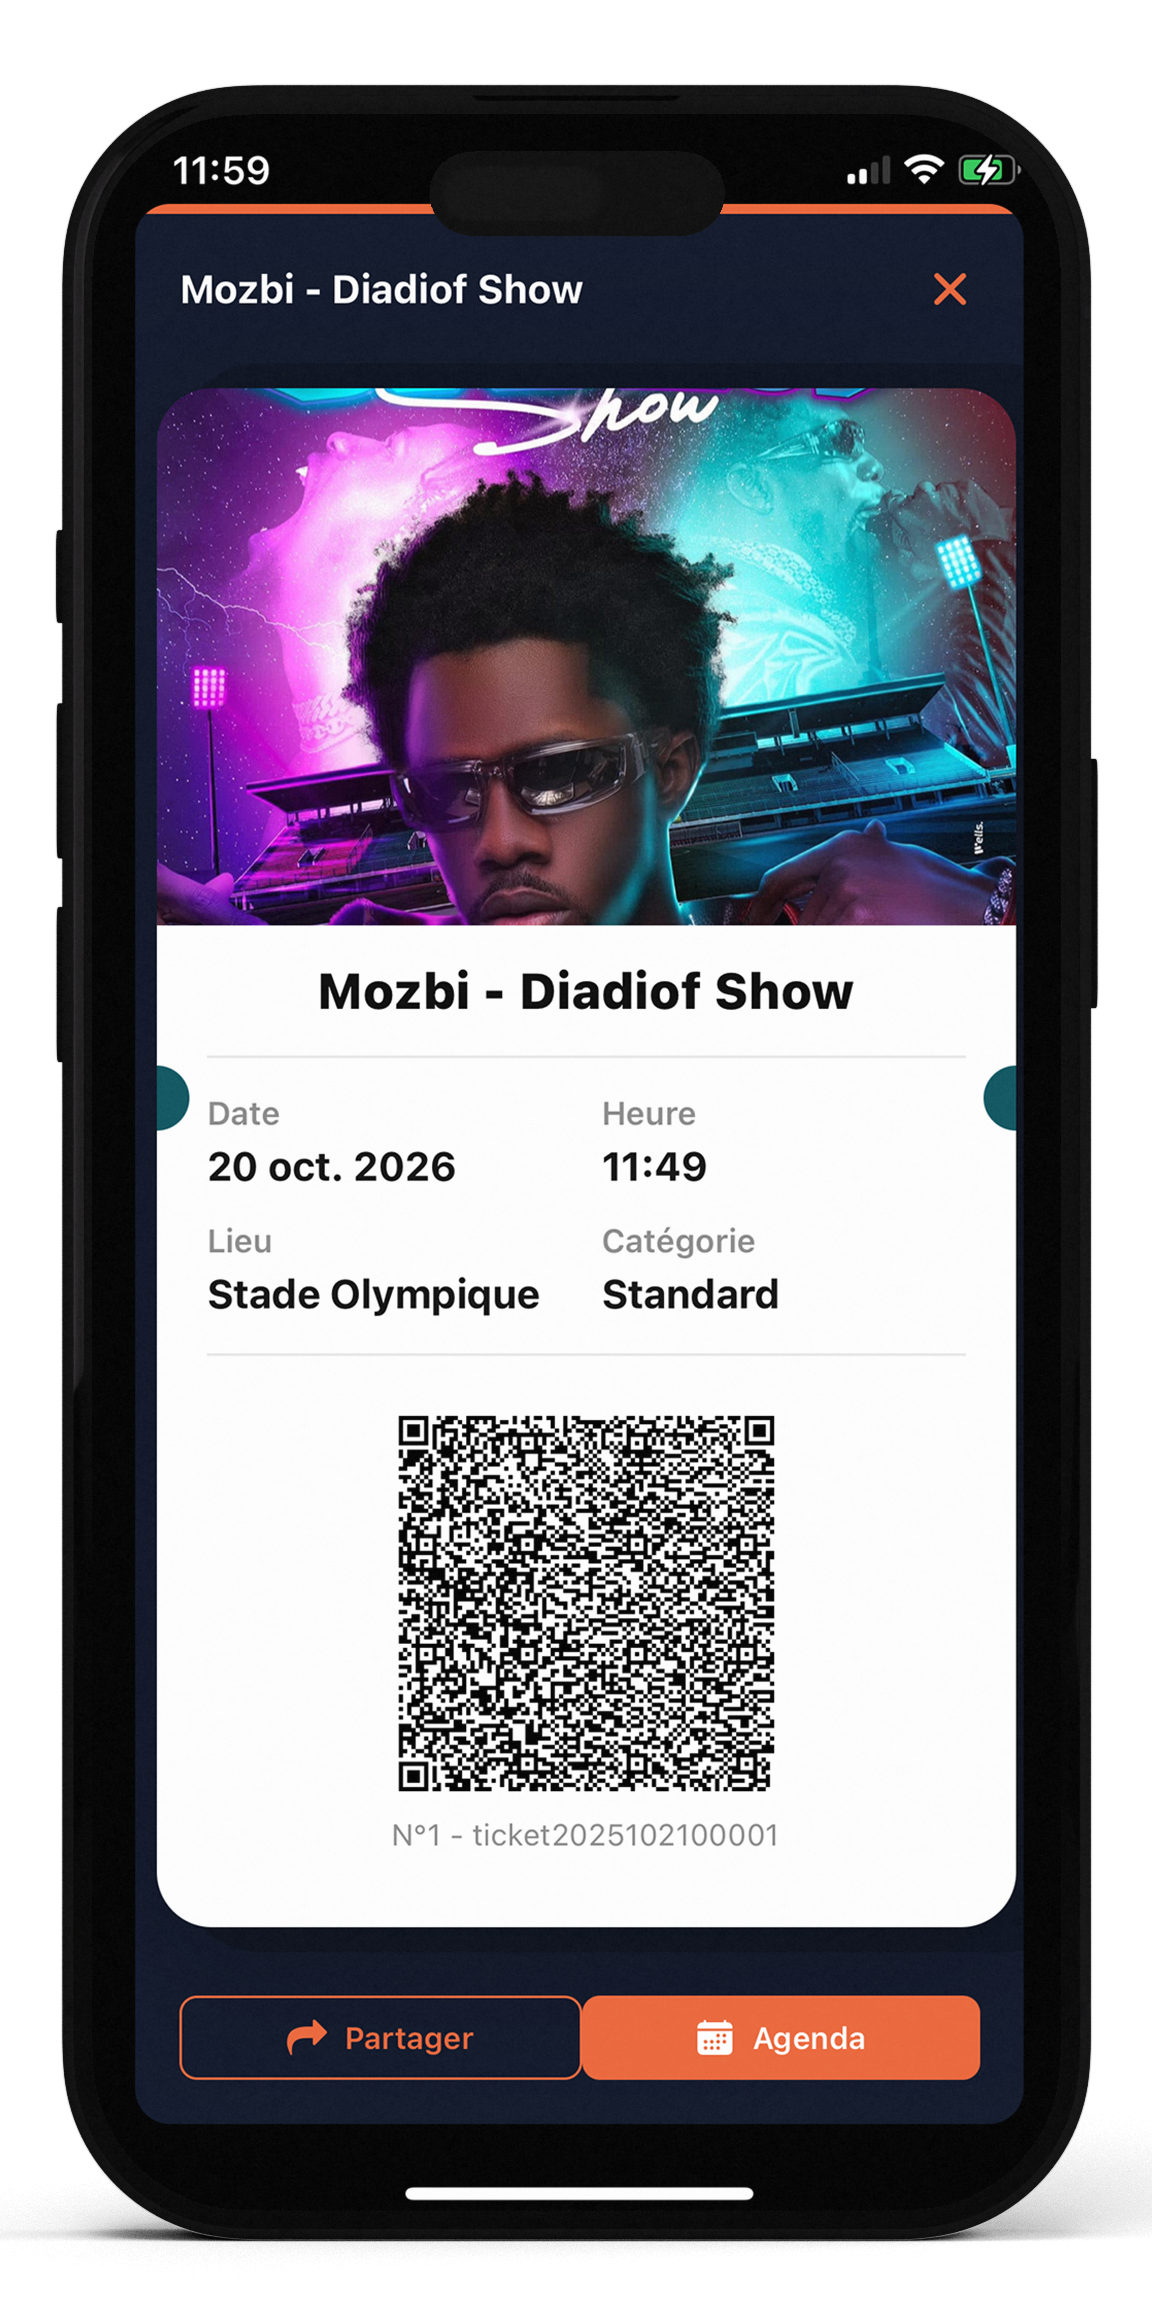 11:59
Mozbi - Diadiof Show
Show
Wells.
Mozbi - Diadiof Show
Date
Heure
20 oct. 2026
11:49
Lieu
Catégorie
Stade Olympique
Standard
N°1 - ticket2025102100001
Partager
Agenda